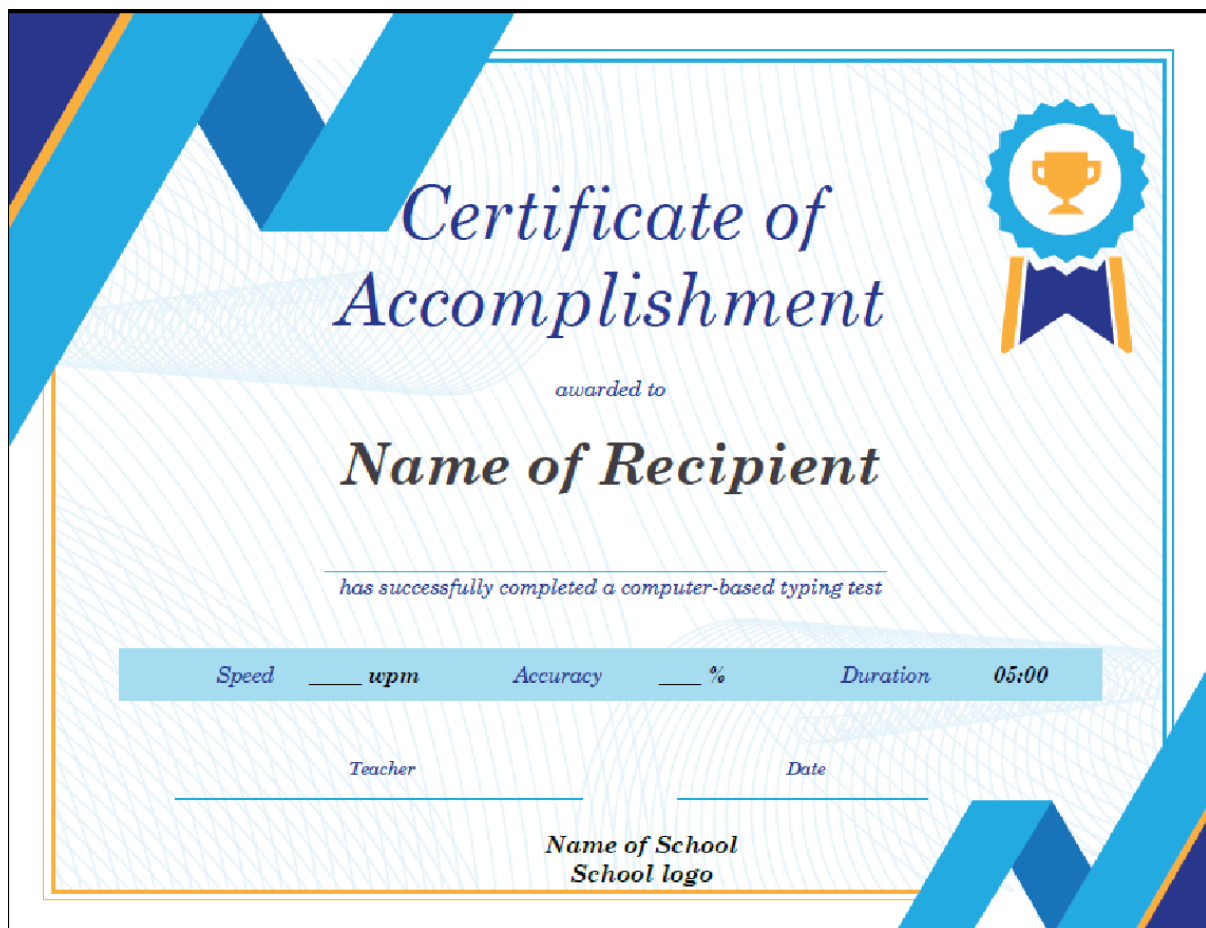 Certificate of
Accomplishment
awarded to
Name of Recipient
has successfully completed a computer-based typing test
Speed ____ wpm Accuracy ___ % Duration 05:00
Teacher Date
Name of School
School logo